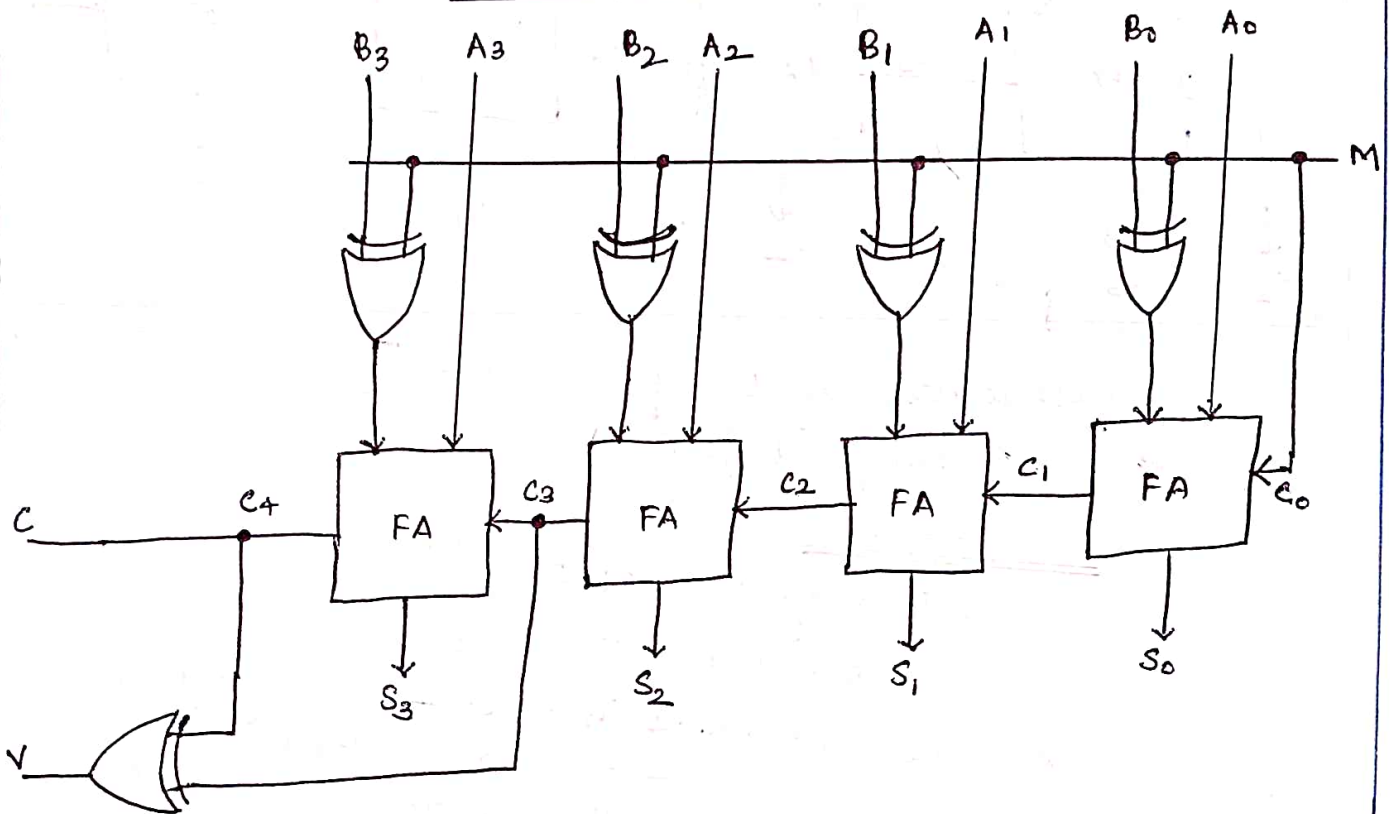 B3 A3 B2 A2 B1 A1 B0 A0
M
C C4 FA C3 FA C2 FA C1 FA C0
S3 S2 S1 S0
V